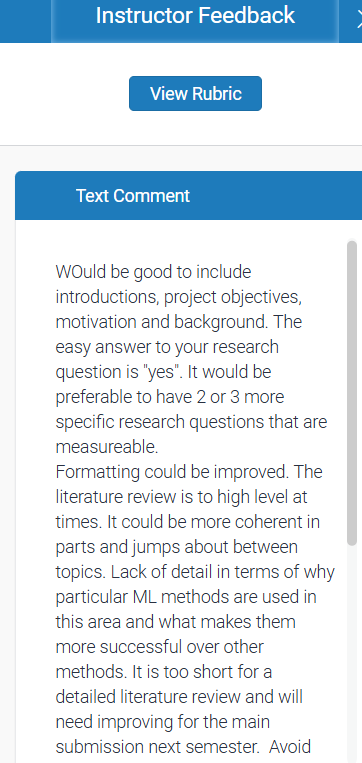 Instructor Feedback
View Rubric
Text Comment
WOuld be good to include
introductions, project objectives,
motivation and background. The
easy answer to your research
question is "yes". It would be
preferable to have 2 or 3 more
specific research questions that are
measureable.
Formatting could be improved. The
literature review is to high level at
times. It could be more coherent in
parts and jumps about between
topics. Lack of detail in terms of why
particular ML methods are used in
this area and what makes them
more successful over other
methods. It is too short for a
detailed literature review and will
need improving for the main
submission next semester.  Avoid